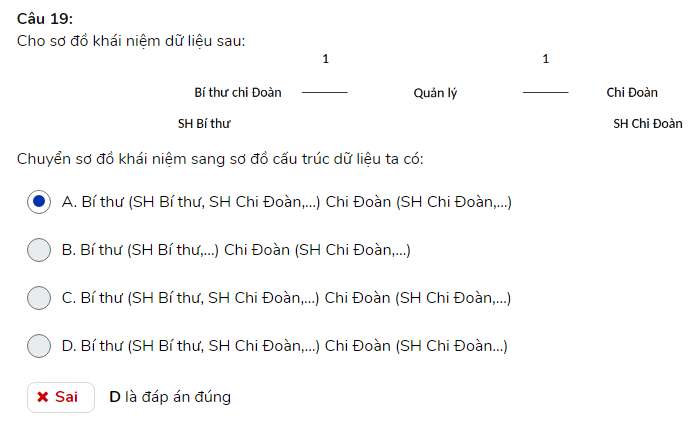 Câu 19:
Cho sơ đồ khái niệm dữ liệu sau:
1 1
Bí thư chi Đoàn Quản lý Chi Đoàn
SH Bí thư SH Chi Đoàn
Chuyển sơ đồ khái niệm sang sơ đồ cấu trúc dữ liệu ta có:
A. Bí thư (SH Bí thư, SH Chi Đoàn,...) Chi Đoàn (SH Chi Đoàn,...)
B. Bí thư (SH Bí thư,...) Chi Đoàn (SH Chi Đoàn,...)
C. Bí thư (SH Bí thư, SH Chi Đoàn,...) Chi Đoàn (SH Chi Đoàn,...)
D. Bí thư (SH Bí thư, SH Chi Đoàn,...) Chi Đoàn (SH Chi Đoàn...)
Sai D là đáp án đúng